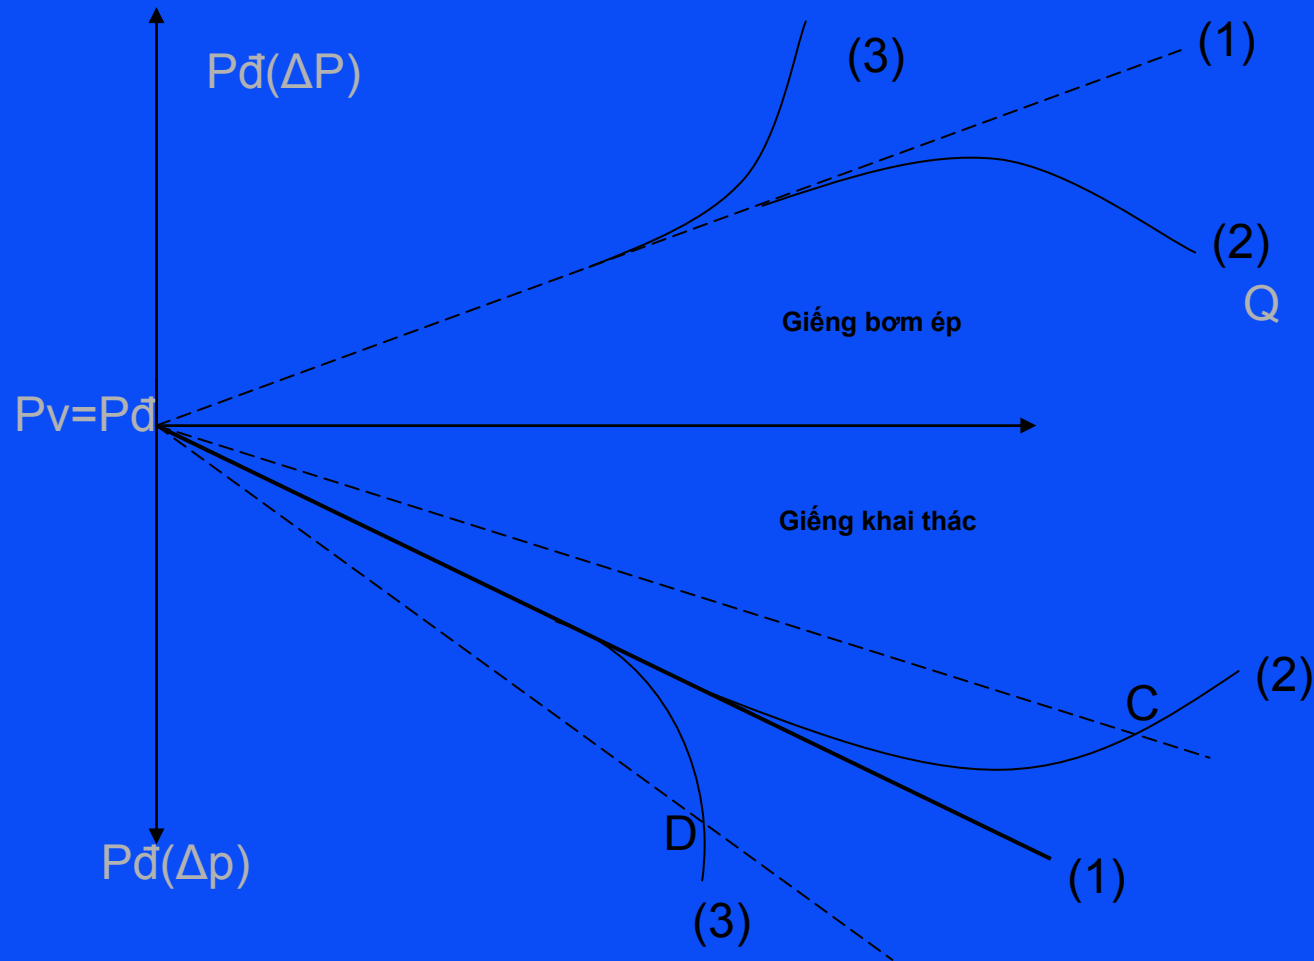 (3)
(1)
Pđ(ΔP)
(2)
Q
Giếng bơm ép
Pv=Pđ
Giếng khai thác
(2)
C
D
Pđ(Δp)
(1)
(3)